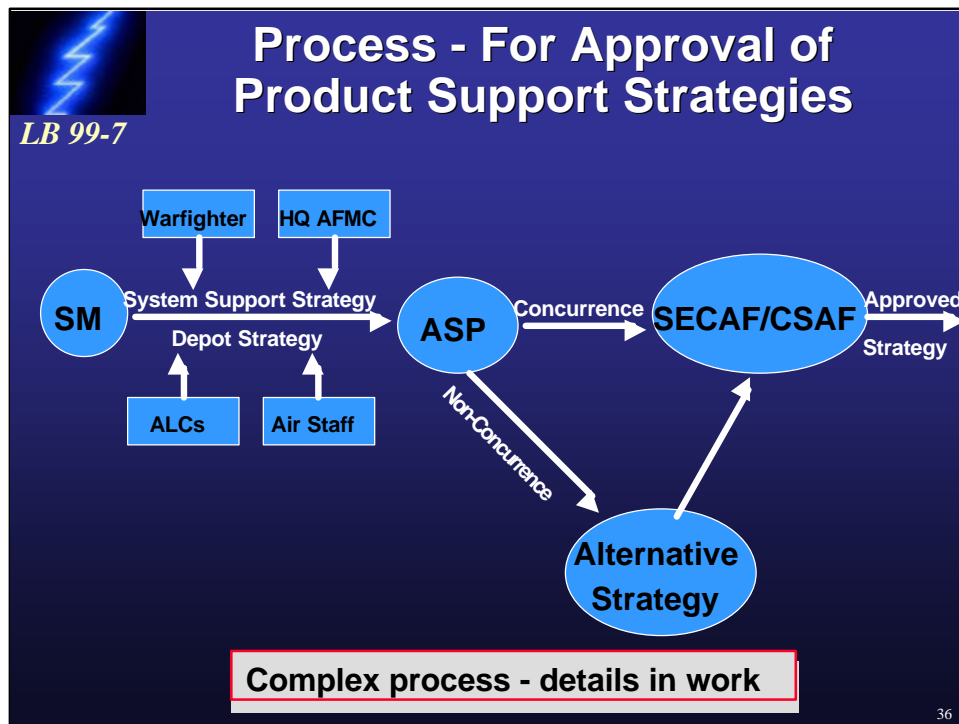 Process - For Approval of
Product Support Strategies
LB 99-7
Warfighter
HQ AFMC
SM
System Support Strategy
Depot Strategy
ALCs
Air Staff
ASP
Concurrence
Non-Concurrence
SECAF/CSAF
Approved
Strategy
Alternative
Strategy
Complex process - details in work
36